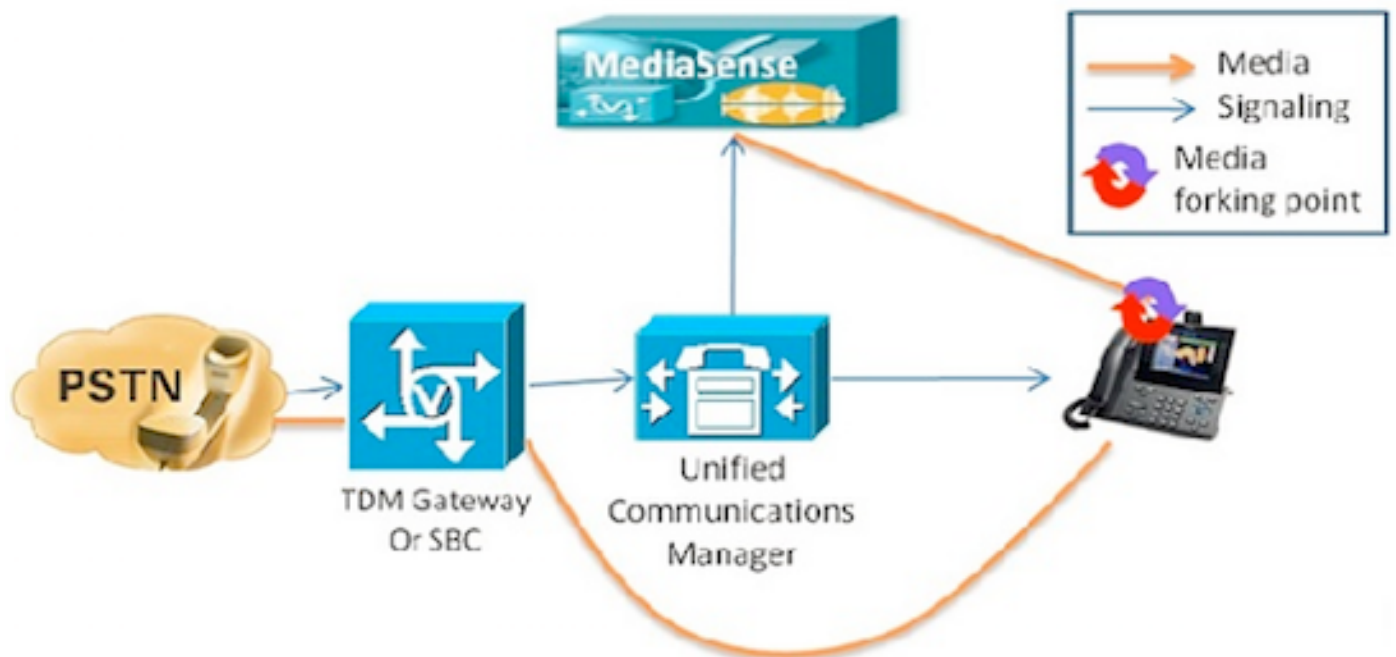 MediaSense
Media
Signaling
Media
forking point
PSTN
V
TDM Gateway
Or SBC
Unified
Communications
Manager
S